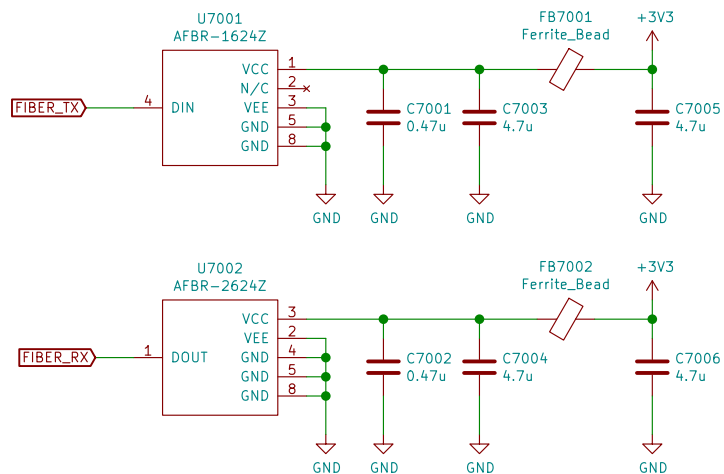 U7001
AFBR-1624Z
FB7001
Ferrite_Bead
+3V3
FIBER_TX
4
DIN
VCC
1
N/C
2
VEE
3
GND
5
GND
8
C7001
0.47u
C7003
4.7u
C7005
4.7u
GND
GND
GND
GND
U7002
AFBR-2624Z
FB7002
Ferrite_Bead
+3V3
FIBER_RX
1
DOUT
VCC
3
VEE
2
GND
4
GND
5
GND
8
C7002
0.47u
C7004
4.7u
C7006
4.7u
GND
GND
GND
GND